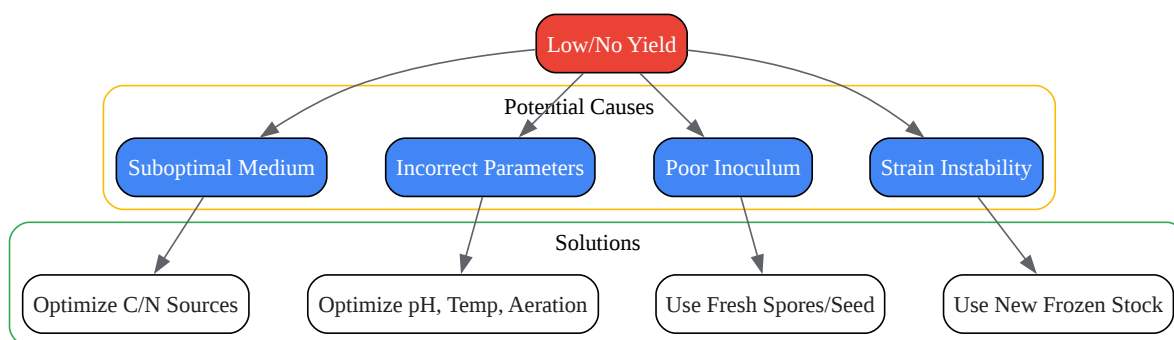 Low/No Yield
Potential Causes
Suboptimal Medium
Incorrect Parameters
Poor Inoculum
Strain Instability
Solutions
Optimize C/N Sources
Optimize pH, Temp, Aeration
Use Fresh Spores/Seed
Use New Frozen Stock